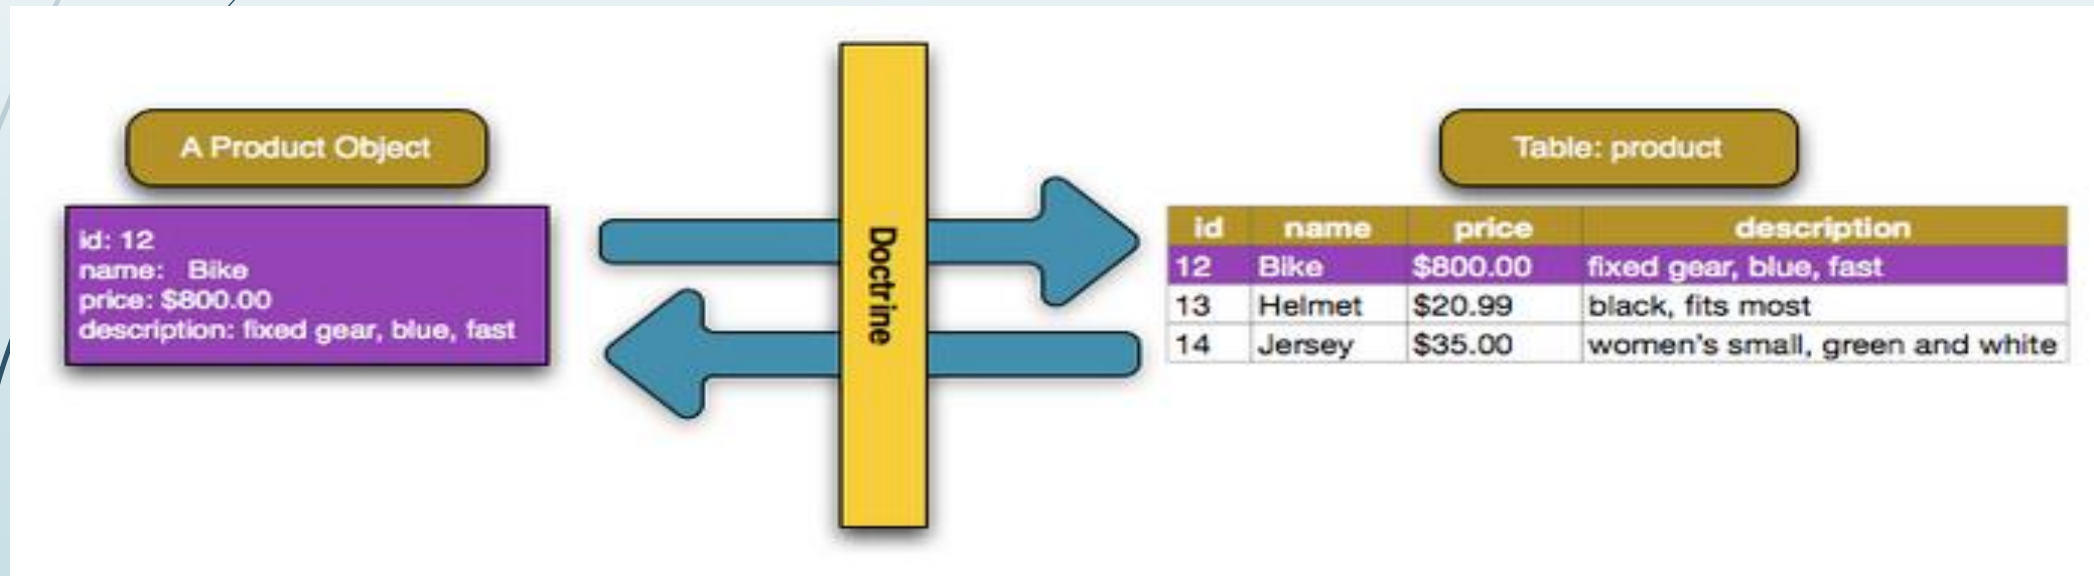 A Product Object
id: 12
name: Bike
price: $800.00
description: fixed gear, blue, fast
Doctrine
Table: product
id name price description
12 Bike $800.00 fixed gear, blue, fast
13 Helmet $20.99 black, fits most
14 Jersey $35.00 women's small, green and white